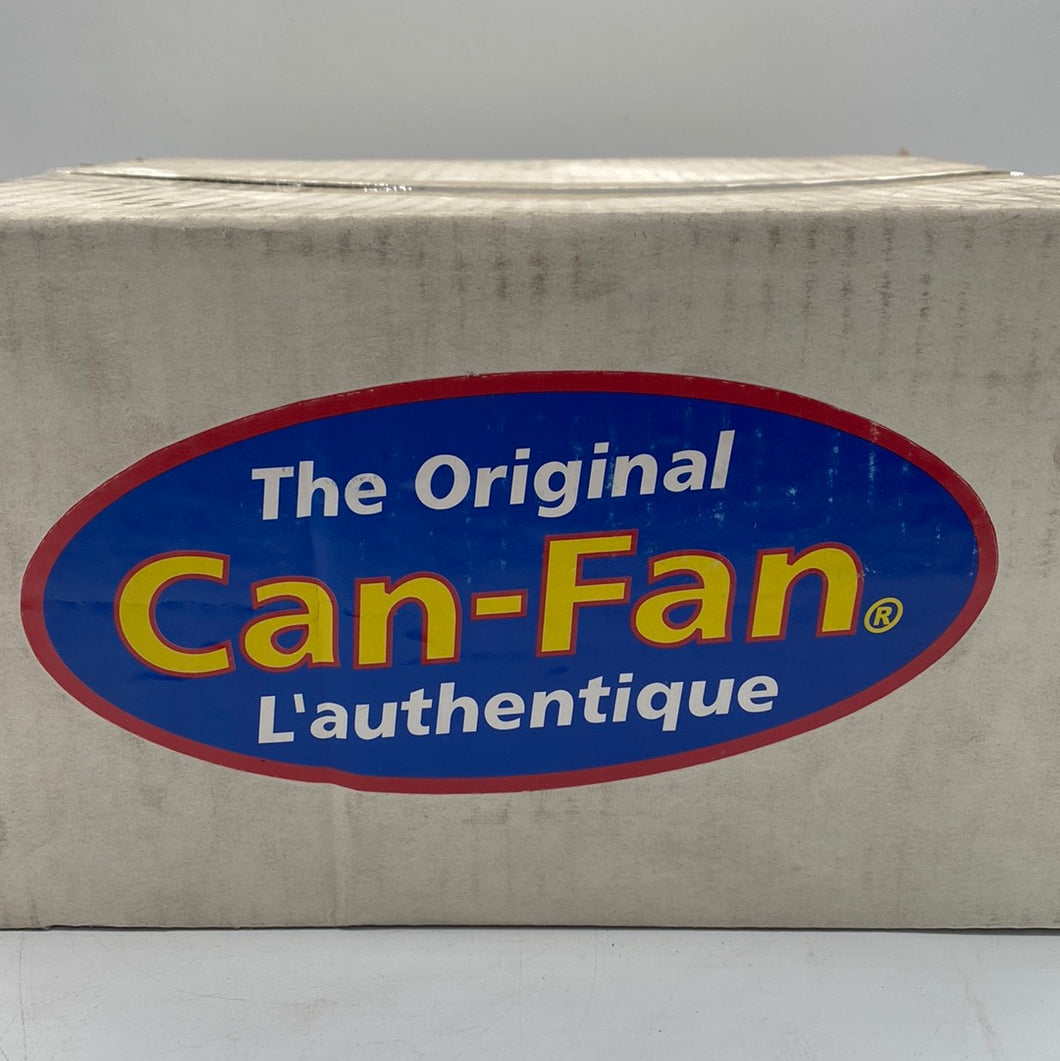 The Original
Can-Fan®
L'authentique